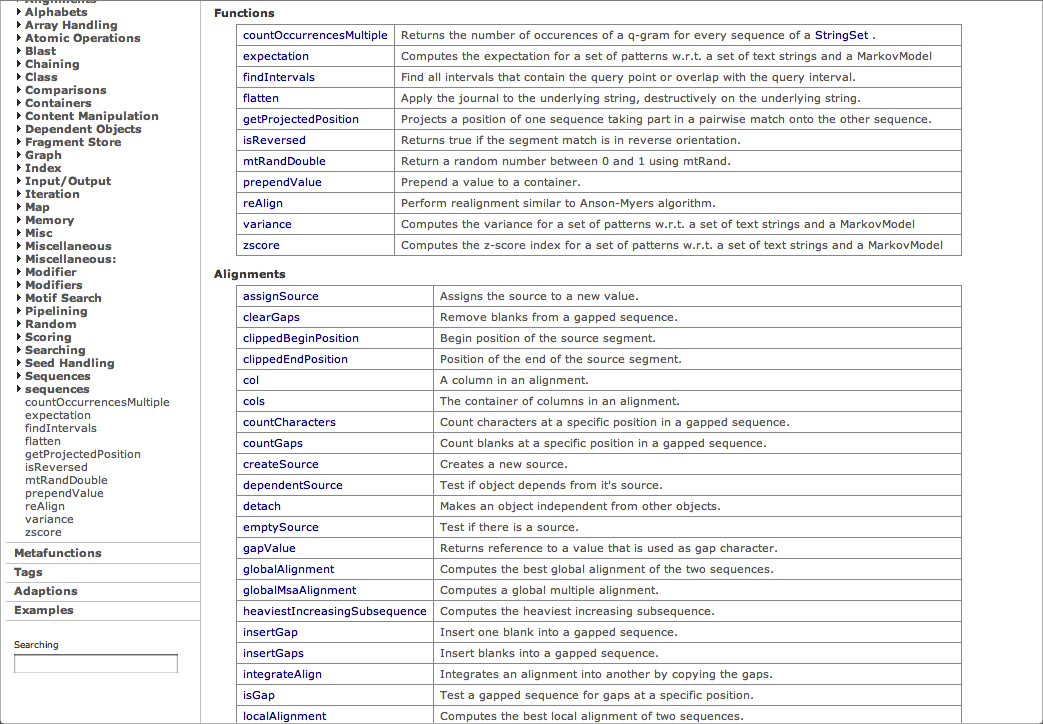 Alignments
Alphabets
Array Handling
Atomic Operations
Blast
Chaining
Class
Comparisons
Containers
Content Manipulation
Dependent Objects
Fragment Store
Graph
Index
Input/Output
Iteration
Map
Memory
Misc
Miscellaneous
Miscellaneous:
Modifier
Modifiers
Motif Search
Pipelining
Random
Scoring
Searching
Seed Handling
Sequences
sequences
countOccurrencesMultiple
expectation
findIntervals
flatten
getProjectedPosition
isReversed
mtRandDouble
prependValue
reAlign
variance
zscore
Metafunctions
Tags
Adaptions
Examples
Searching
Functions
countOccurrencesMultiple Returns the number of occurences of a q-gram for every sequence of a StringSet .
expectation Computes the expectation for a set of patterns w.r.t. a set of text strings and a MarkovModel
findIntervals Find all intervals that contain the query point or overlap with the query interval.
flatten Apply the journal to the underlying string, destructively on the underlying string.
getProjectedPosition Projects a position of one sequence taking part in a pairwise match onto the other sequence.
isReversed Returns true if the segment match is in reverse orientation.
mtRandDouble Return a random number between 0 and 1 using mtRand.
prependValue Prepend a value to a container.
reAlign Perform realignment similar to Anson-Myers algorithm.
variance Computes the variance for a set of patterns w.r.t. a set of text strings and a MarkovModel
zscore Computes the z-score index for a set of patterns w.r.t. a set of text strings and a MarkovModel
Alignments
assignSource Assigns the source to a new value.
clearGaps Remove blanks from a gapped sequence.
clippedBeginPosition Begin position of the source segment.
clippedEndPosition Position of the end of the source segment.
col A column in an alignment.
cols The container of columns in an alignment.
countCharacters Count characters at a specific position in a gapped sequence.
countGaps Count blanks at a specific position in a gapped sequence.
createSource Creates a new source.
dependentSource Test if object depends from it's source.
detach Makes an object independent from other objects.
emptySource Test if there is a source.
gapValue Returns reference to a value that is used as gap character.
globalAlignment Computes the best global alignment of the two sequences.
globalMsaAlignment Computes a global multiple alignment.
heaviestIncreasingSubsequence Computes the heaviest increasing subsequence.
insertGap Insert one blank into a gapped sequence.
insertGaps Insert blanks into a gapped sequence.
integrateAlign Integrates an alignment into another by copying the gaps.
isGap Test a gapped sequence for gaps at a specific position.
localAlignment Computes the best local alignment of two sequences.